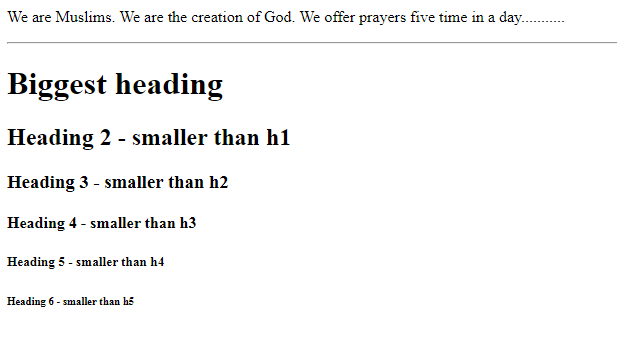 We are Muslims. We are the creation of God. We offer prayers five time in a day...........
Biggest heading
Heading 2 - smaller than h1
Heading 3 - smaller than h2
Heading 4 - smaller than h3
Heading 5 - smaller than h4
Heading 6 - smaller than h5